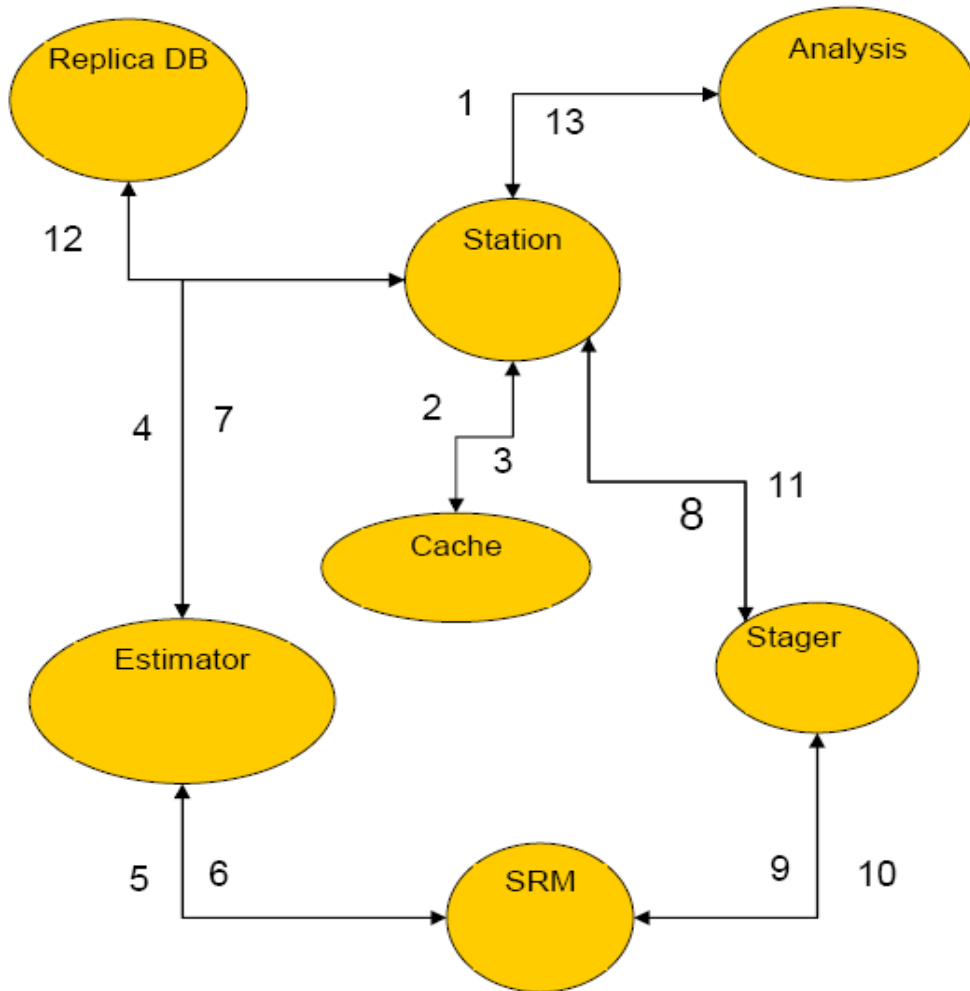 Replica DB
Analysis
1
13
12
Station
4
7
2
3
8
11
Cache
Estimator
Stager
5
6
SRM
9
10